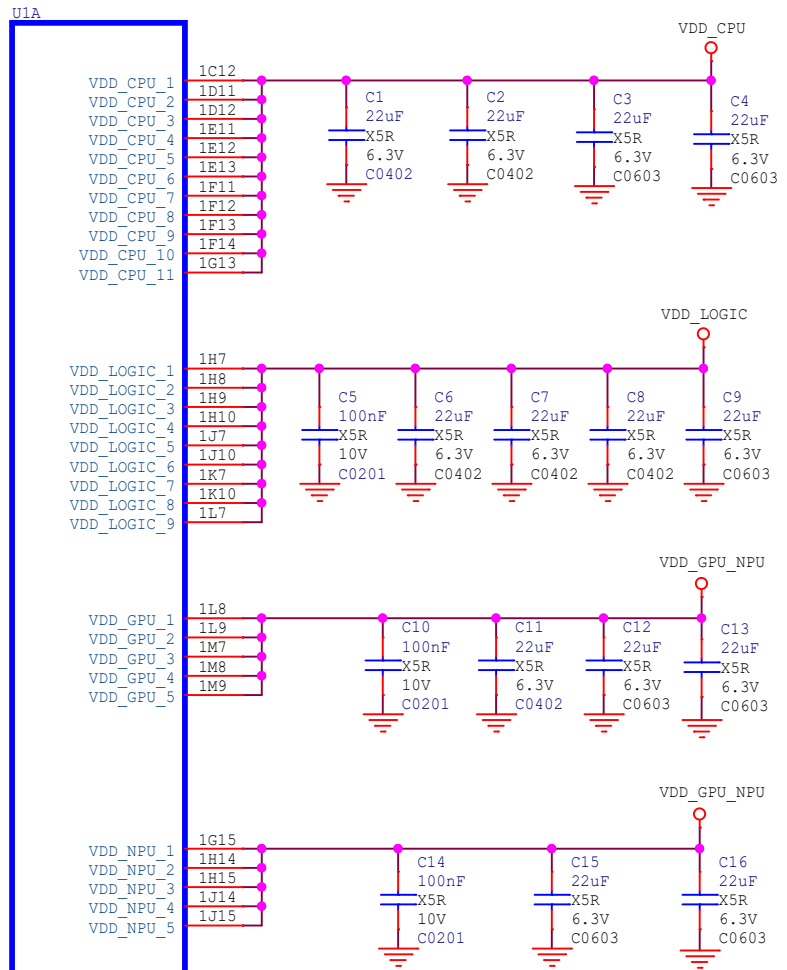 U1A
VDD_CPU
VDD_CPU_1 1C12
VDD_CPU_2 1D11
VDD_CPU_3 1D12
VDD_CPU_4 1E11
VDD_CPU_5 1E12
VDD_CPU_6 1E13
VDD_CPU_7 1F11
VDD_CPU_8 1F12
VDD_CPU_9 1F13
VDD_CPU_10 1F14
VDD_CPU_11 1G13
C1
22uF
X5R
6.3V
C0402
C2
22uF
X5R
6.3V
C0402
C3
22uF
X5R
6.3V
C0603
C4
22uF
X5R
6.3V
C0603
VDD_LOGIC
VDD_LOGIC_1 1H7
VDD_LOGIC_2 1H8
VDD_LOGIC_3 1H9
VDD_LOGIC_4 1H10
VDD_LOGIC_5 1J7
VDD_LOGIC_6 1J10
VDD_LOGIC_7 1K7
VDD_LOGIC_8 1K10
VDD_LOGIC_9 1L7
C5
100nF
X5R
10V
C0201
C6
22uF
X5R
6.3V
C0402
C7
22uF
X5R
6.3V
C0402
C8
22uF
X5R
6.3V
C0402
C9
22uF
X5R
6.3V
C0603
VDD_GPU_NPU
VDD_GPU_1 1L8
VDD_GPU_2 1L9
VDD_GPU_3 1M7
VDD_GPU_4 1M8
VDD_GPU_5 1M9
C10
100nF
X5R
10V
C0201
C11
22uF
X5R
6.3V
C0402
C12
22uF
X5R
6.3V
C0603
C13
22uF
X5R
6.3V
C0603
VDD_GPU_NPU
VDD_NPU_1 1G15
VDD_NPU_2 1H14
VDD_NPU_3 1H15
VDD_NPU_4 1J14
VDD_NPU_5 1J15
C14
100nF
X5R
10V
C0201
C15
22uF
X5R
6.3V
C0603
C16
22uF
X5R
6.3V
C0603